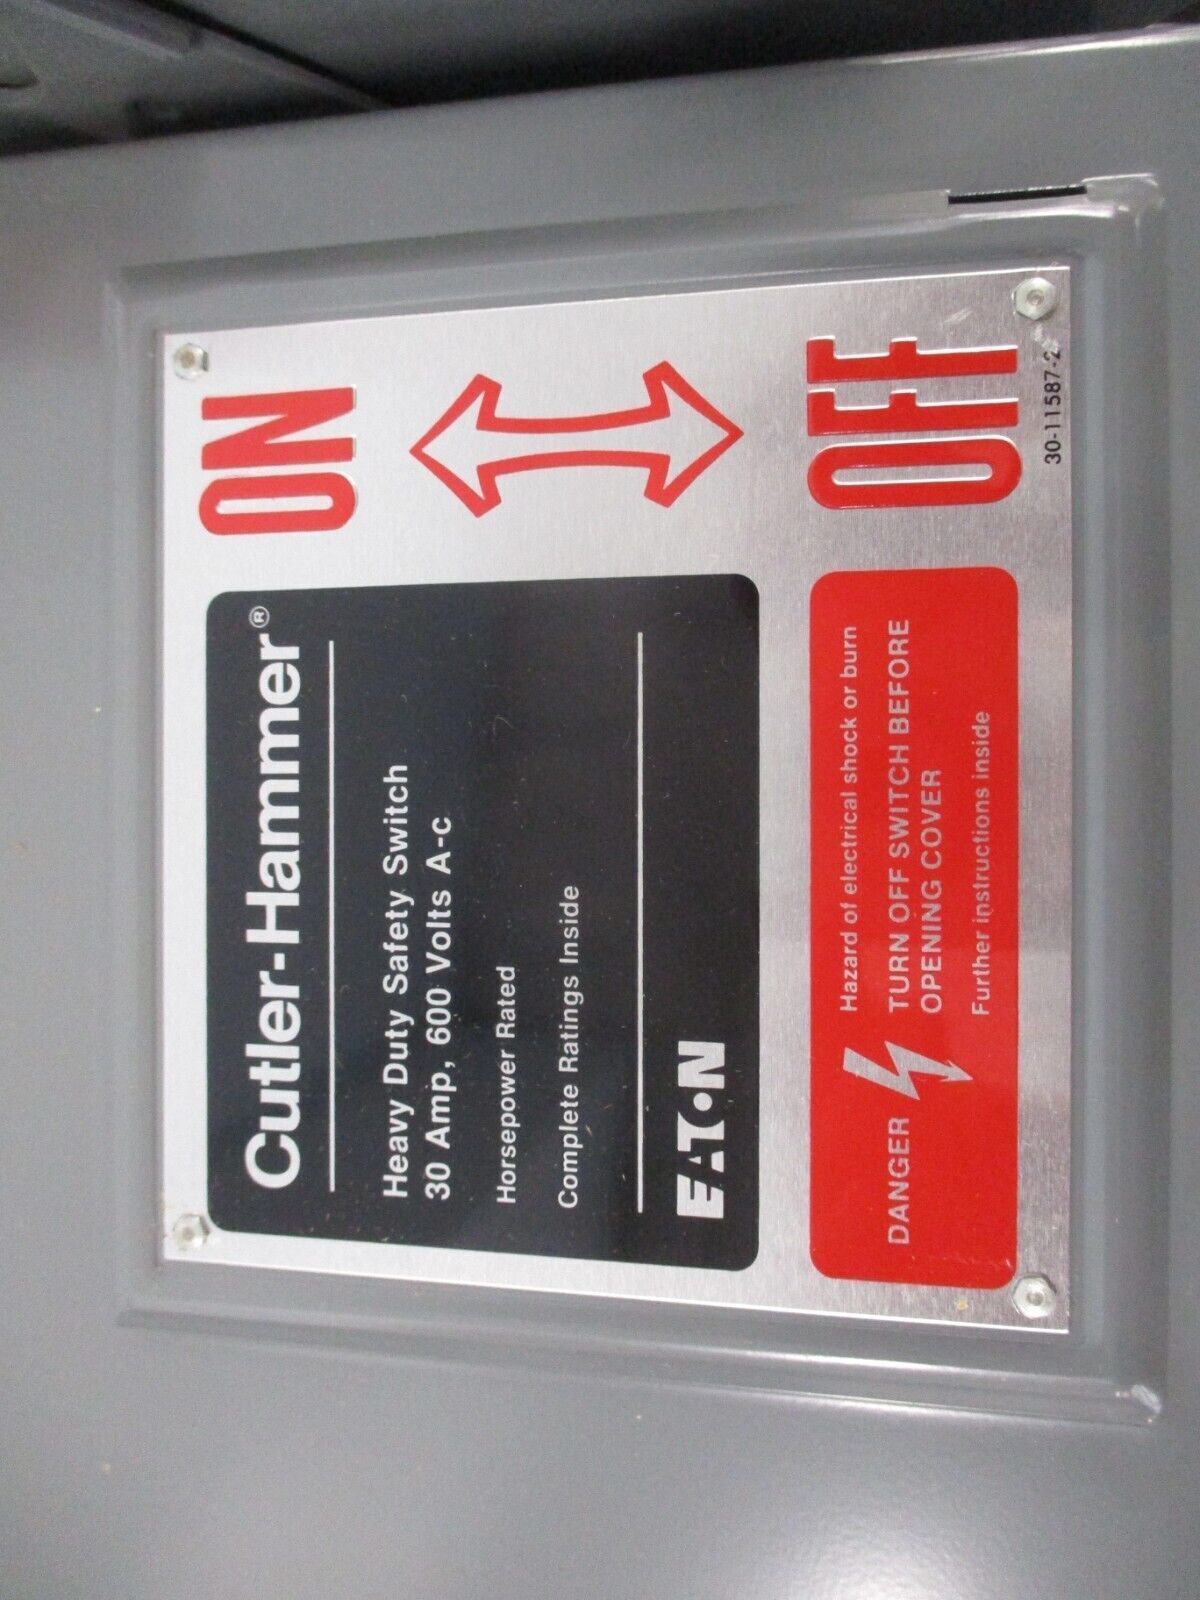 Cutler-Hammer®
ON
Heavy Duty Safety Switch
30 Amp, 600 Volts A-c
Horsepower Rated
Complete Ratings Inside
EATON
DANGER
Hazard of electrical shock or burn
TURN OFF SWITCH BEFORE
OPENING COVER
Further instructions inside
OFF
30-11587-2